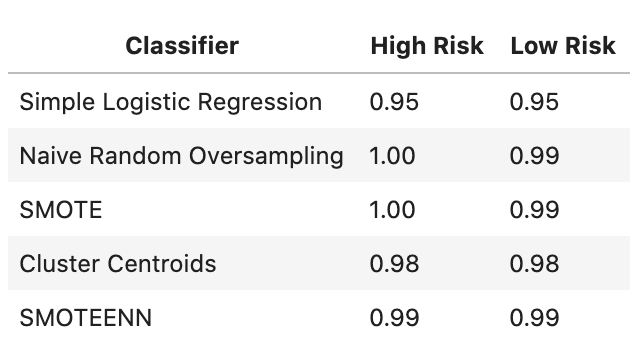 Classifier High Risk Low Risk
Simple Logistic Regression 0.95 0.95
Naive Random Oversampling 1.00 0.99
SMOTE 1.00 0.99
Cluster Centroids 0.98 0.98
SMOTEENN 0.99 0.99